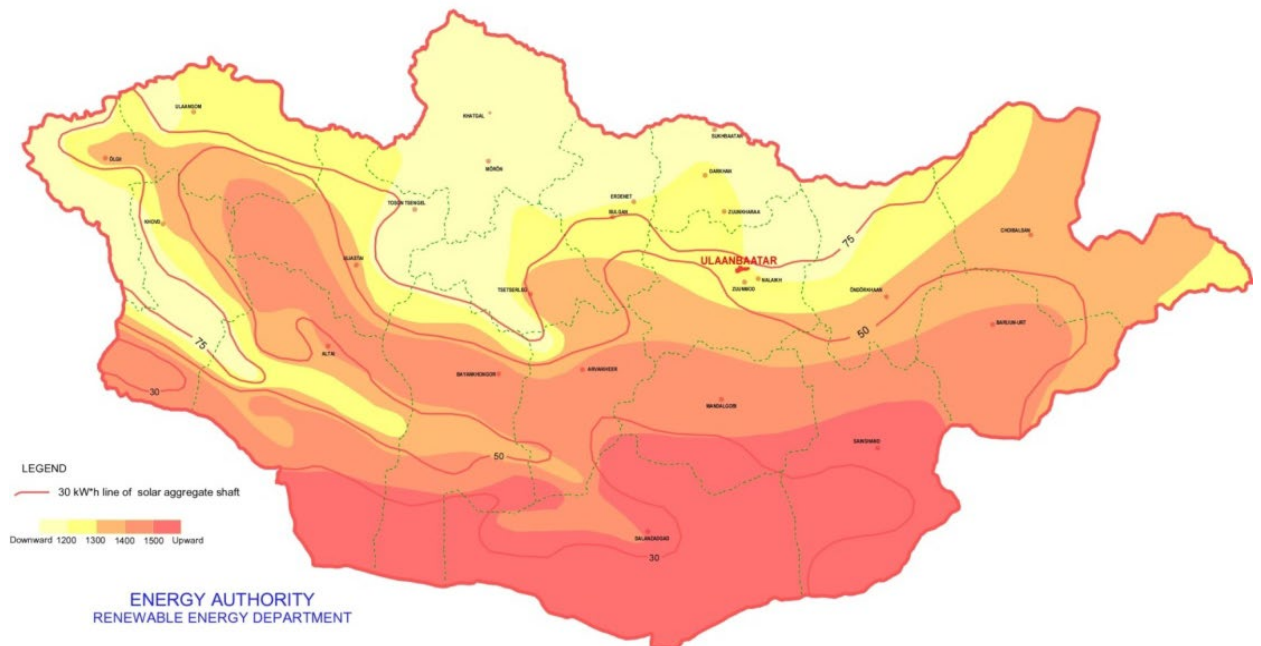 ULAANGOM
KHATGAL
SUKHBAATAR
ÖLGII
MÖRÖN
DARKHAN
TOSON TSENGEL
ERDENET
BULGAN
ZUUNKHARAA
KHOVD
75
CHOIBALSAN
ULAANBAATAR
ULIASTAI
NALAIKH
ZUUNMOD
TSETSERLEG
ÖNDÖRKHAAN
BARUUN-URT
50
75
ALTAI
BAYANKHONGOR
ARVAIKHEER
30
MANDALGOBI
SAINSHAND
50
LEGEND
30 kW*h line of solar aggregate shaft
DALANZADGAD
30
Downward 1200 1300 1400 1500 Upward
ENERGY AUTHORITY
RENEWABLE ENERGY DEPARTMENT